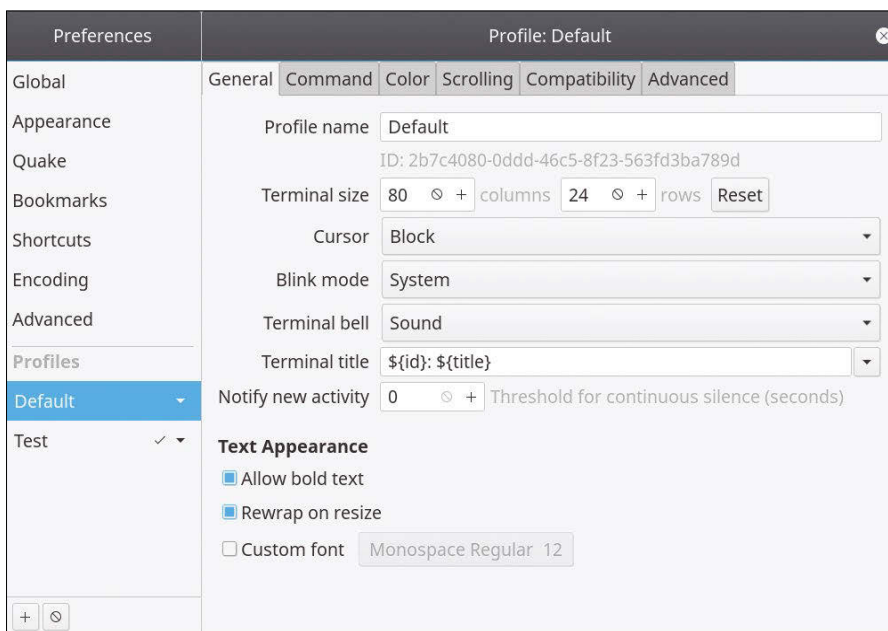 Preferences
Profile: Default
Global
Appearance
Quake
Bookmarks
Shortcuts
Encoding
Advanced
Profiles
Default
Test
General Command Color Scrolling Compatibility Advanced
Profile name Default
ID: 2b7c4080-0ddd-46c5-8f23-563fd3ba789d
Terminal size 80 + columns 24 + rows Reset
Cursor Block
Blink mode System
Terminal bell Sound
Terminal title ${id}: ${title}
Notify new activity 0 + Threshold for continuous silence (seconds)
Text Appearance
Allow bold text
Rewrap on resize
Custom font Monospace Regular 12
+